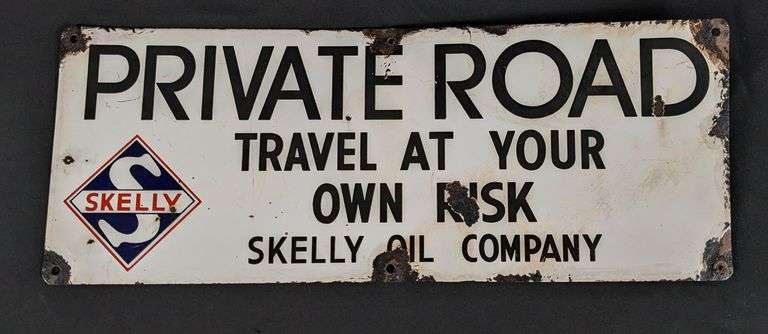 PRIVATE ROAD
TRAVEL AT YOUR
OWN RISK
SKELLY OIL COMPANY
S
SKELLY